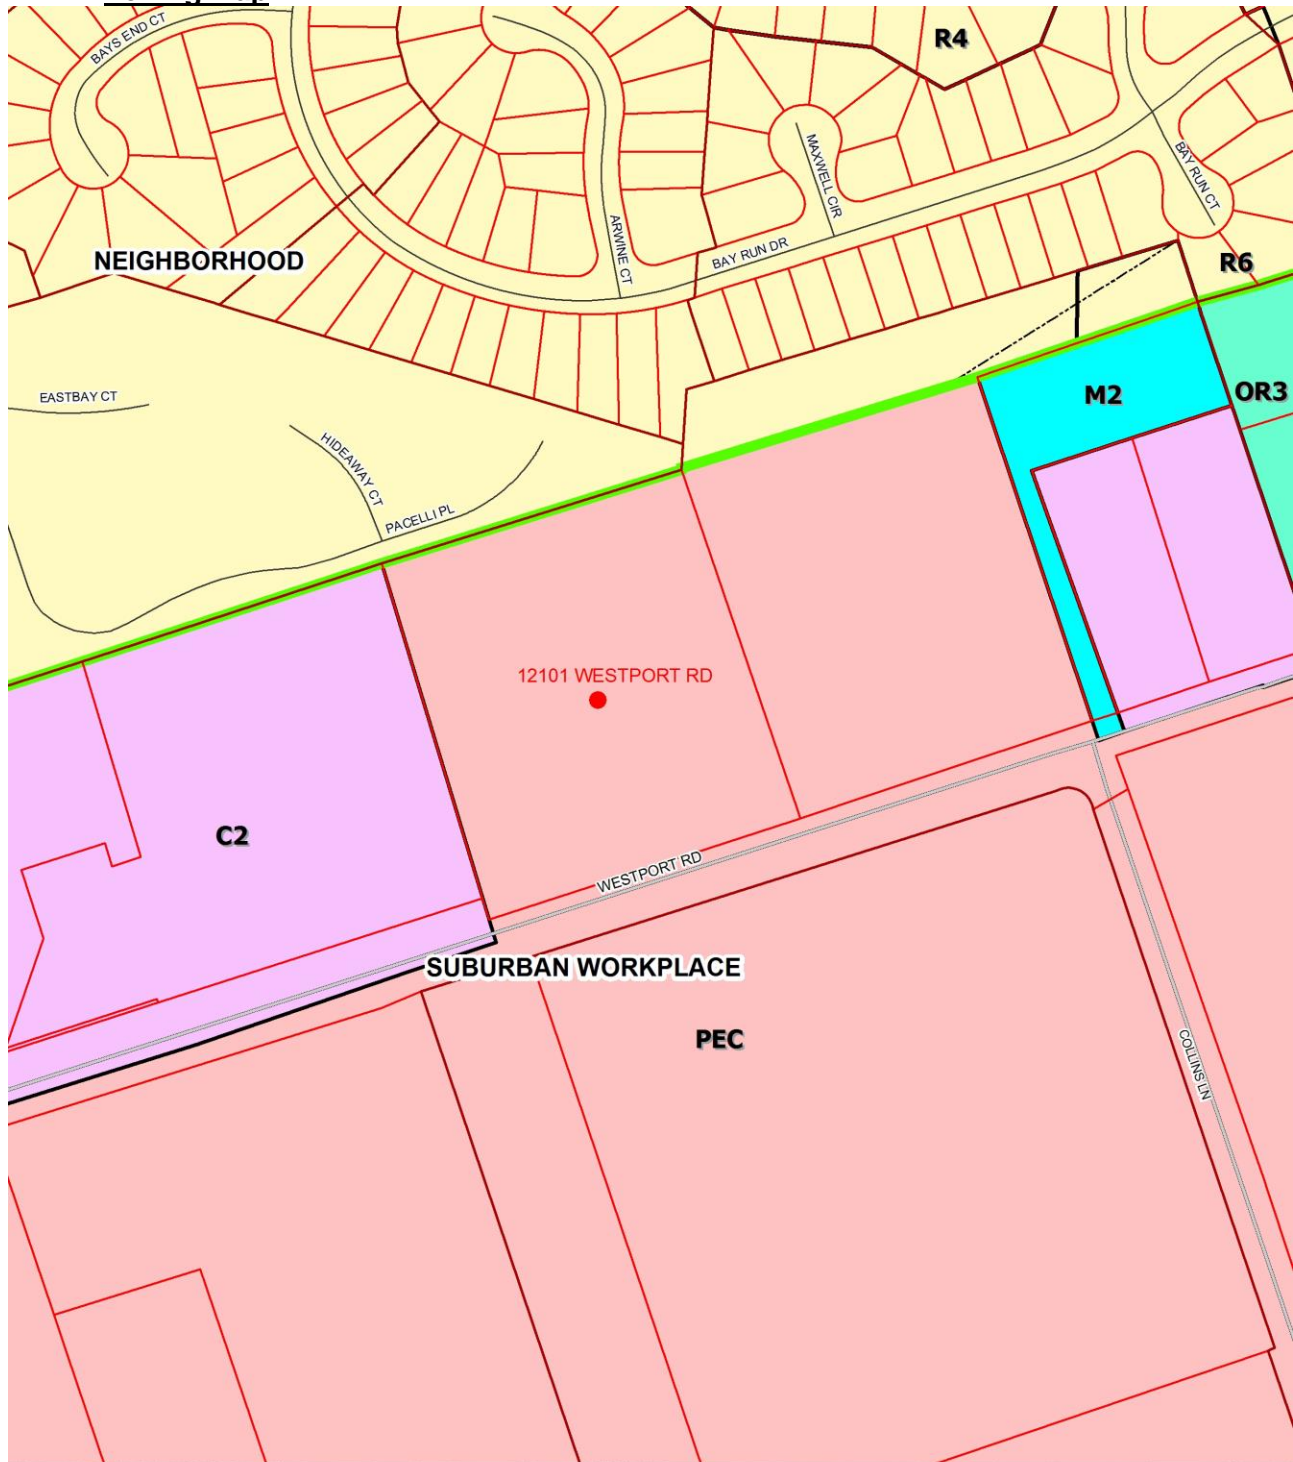 BAYS END CT
R4
MAXWELL CIR
BAY RUN CT
ARWINE CT
BAY RUN DR
NEIGHBORHOOD
R6
EASTBAY CT
M2
OR3
HIDEAWAY CT
PACELLI PL
12101 WESTPORT RD
C2
WESTPORT RD
SUBURBAN WORKPLACE
PEC
COLLINS LN